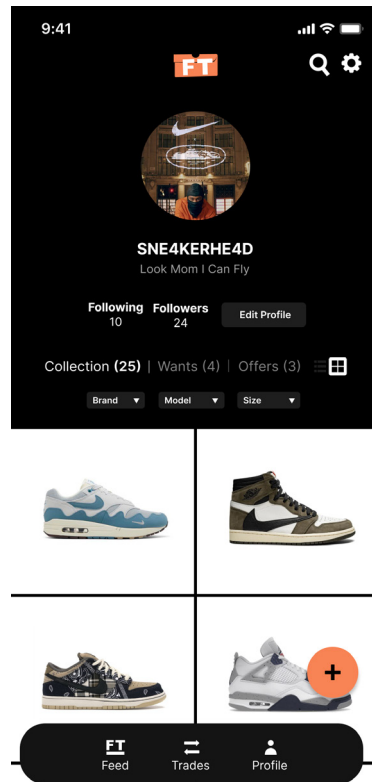 9:41
FT
SNE4KERHE4D
Look Mom I Can Fly
Following Followers
10 24
Edit Profile
Collection (25) | Wants (4) | Offers (3)
Brand ▼ Model ▼ Size ▼
+
FT
Feed Trades Profile